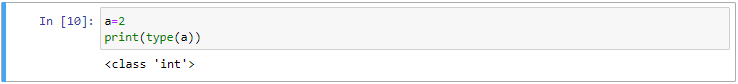 In [10]: a=2
print(type(a))
<class 'int'>